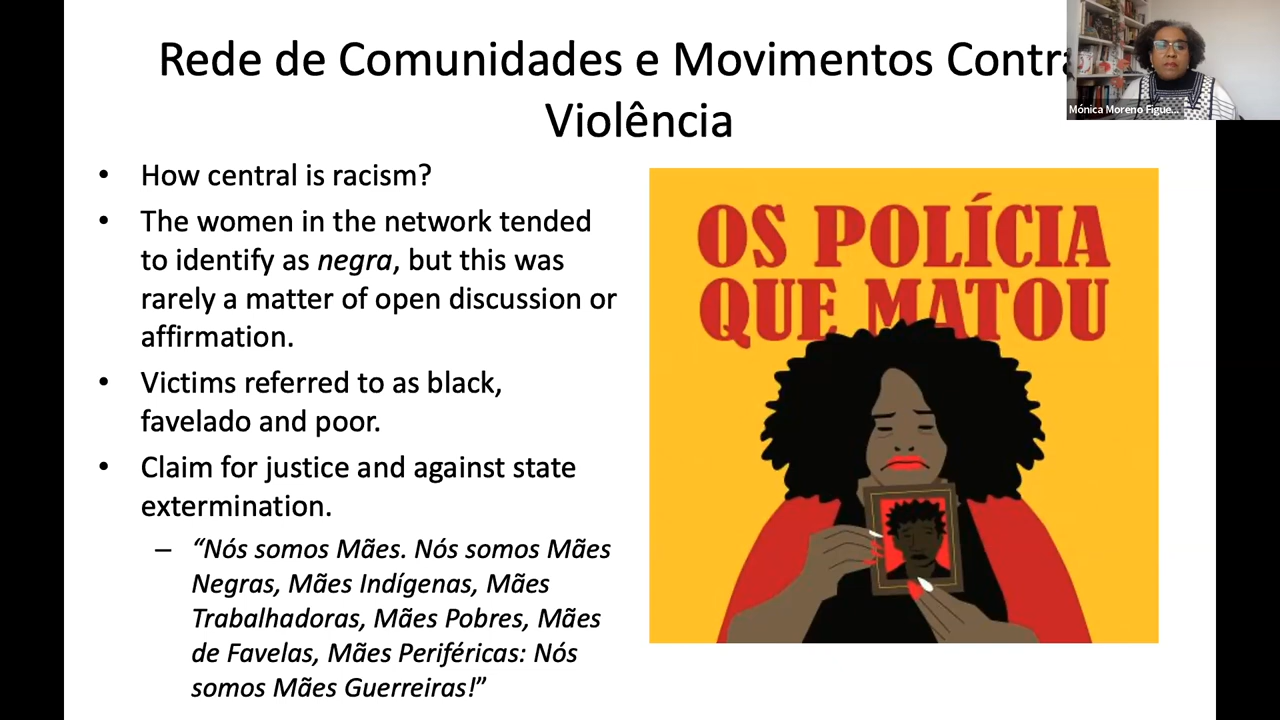 Rede de Comunidades e Movimentos Contra
Violência
• How central is racism?
• The women in the network tended
to identify as negra, but this was
rarely a matter of open discussion or
affirmation.
• Victims referred to as black,
favelado and poor.
• Claim for justice and against state
extermination.
– “Nós somos Mães. Nós somos Mães
Negras, Mães Indígenas, Mães
Trabalhadoras, Mães Pobres, Mães
de Favelas, Mães Periféricas: Nós
somos Mães Guerreiras!”
OS POLÍCIA
QUE MATOU
Mónica Moreno Figue...